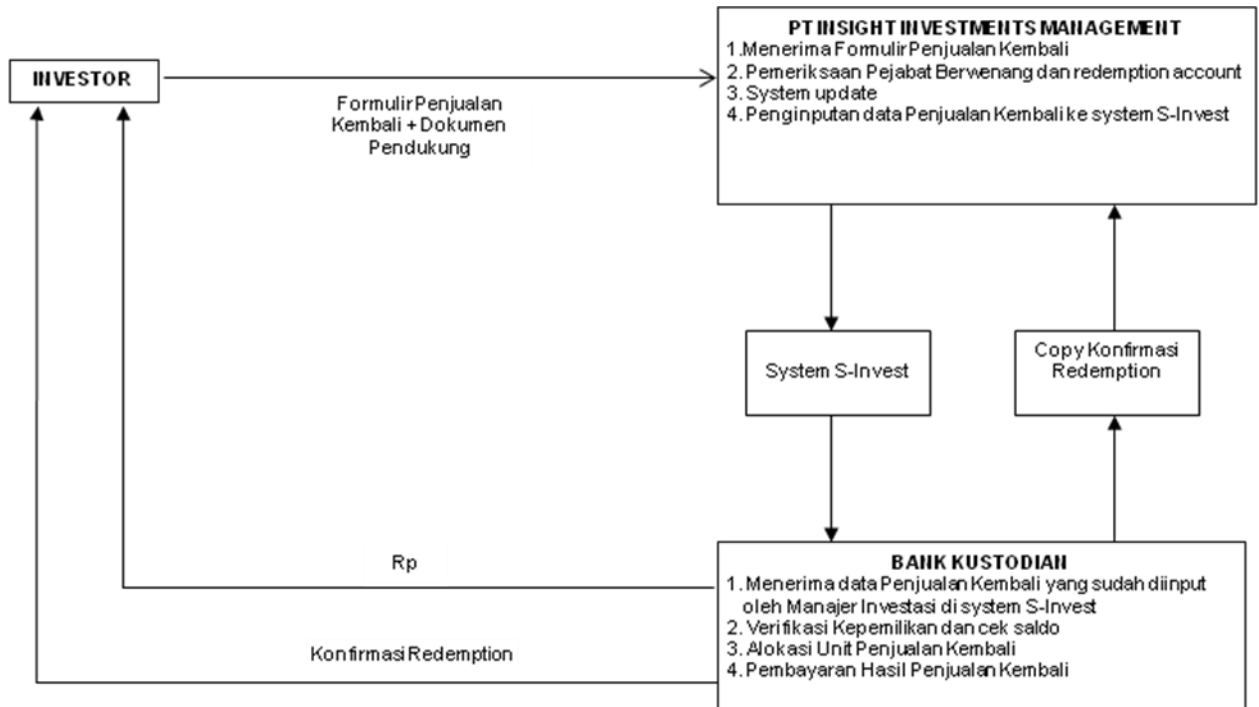 PT INSIGHT INVESTMENTS MANAGEMENT
1. Menerima Formulir Penjualan Kembali
2. Pemeriksaan Pejabat Berwenang dan redemption account
3. System update
4. Penginputan data Penjualan Kembali ke system S-Invest
INVESTOR
Formulir Penjualan
Kembali + Dokumen
Pendukung
System S-Invest
Copy Konfirmasi
Redemption
Rp
Konfirmasi Redemption
BANK KUSTODIAN
1. Menerima data Penjualan Kembali yang sudah diinput
oleh Manajer Investasi di system S-Invest
2. Verifikasi Kepemilikan dan cek saldo
3. Alokasi Unit Penjualan Kembali
4. Pembayaran Hasil Penjualan Kembali